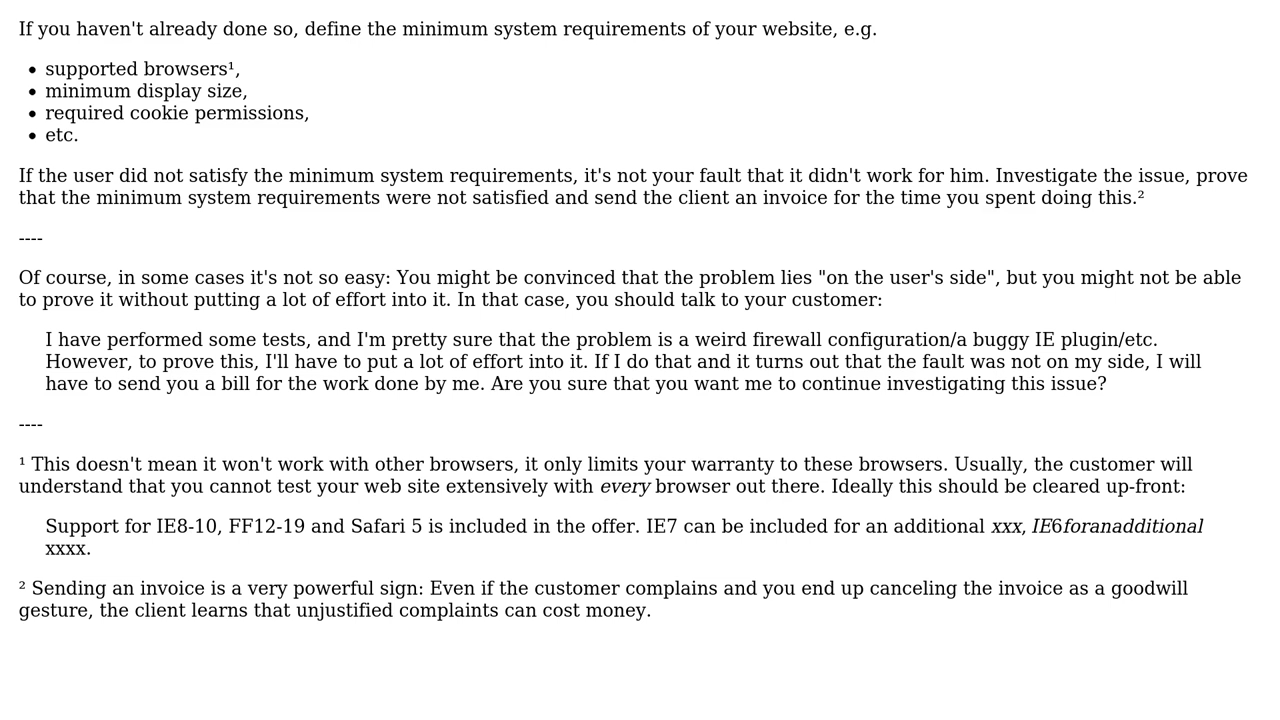 If you haven't already done so, define the minimum system requirements of your website, e.g.
• supported browsers¹,
• minimum display size,
• required cookie permissions,
• etc.
If the user did not satisfy the minimum system requirements, it's not your fault that it didn't work for him. Investigate the issue, prove
that the minimum system requirements were not satisfied and send the client an invoice for the time you spent doing this.²
----
Of course, in some cases it's not so easy: You might be convinced that the problem lies "on the user's side", but you might not be able
to prove it without putting a lot of effort into it. In that case, you should talk to your customer:
I have performed some tests, and I'm pretty sure that the problem is a weird firewall configuration/a buggy IE plugin/etc.
However, to prove this, I'll have to put a lot of effort into it. If I do that and it turns out that the fault was not on my side, I will
have to send you a bill for the work done by me. Are you sure that you want me to continue investigating this issue?
----
¹ This doesn't mean it won't work with other browsers, it only limits your warranty to these browsers. Usually, the customer will
understand that you cannot test your web site extensively with every browser out there. Ideally this should be cleared up-front:
Support for IE8-10, FF12-19 and Safari 5 is included in the offer. IE7 can be included for an additional xxx, IE6foranadditional
xxxx.
² Sending an invoice is a very powerful sign: Even if the customer complains and you end up canceling the invoice as a goodwill
gesture, the client learns that unjustified complaints can cost money.